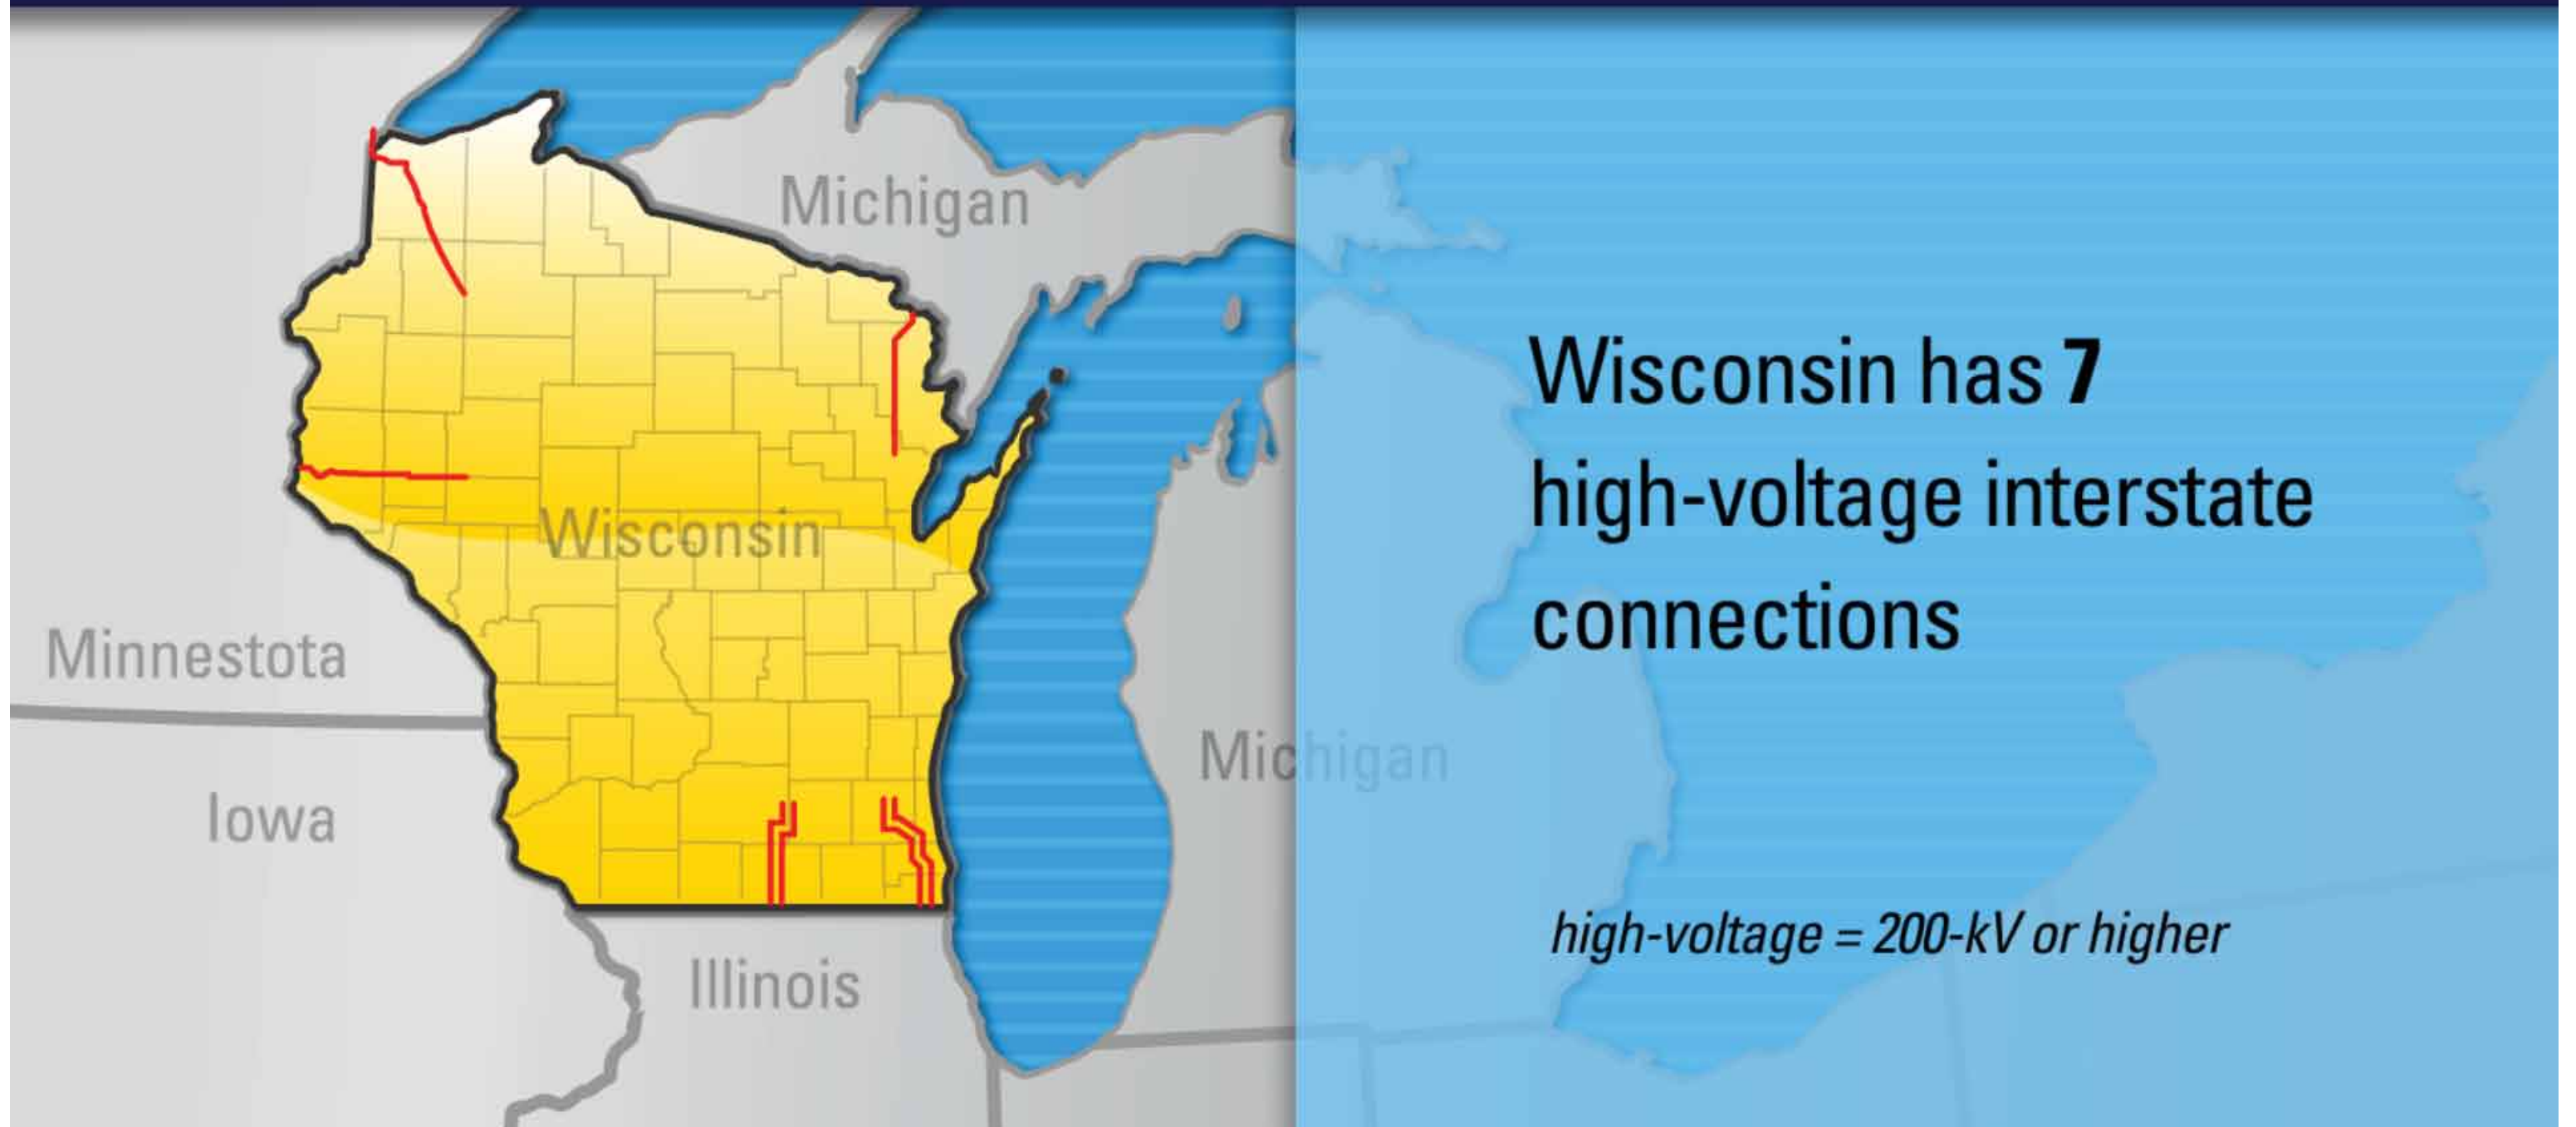 Michigan
Wisconsin has 7
high-voltage interstate
Wisconsin
connections
Minnestota
Michigan
Iowa
high-voltage = 200-kV or higher
Illinois